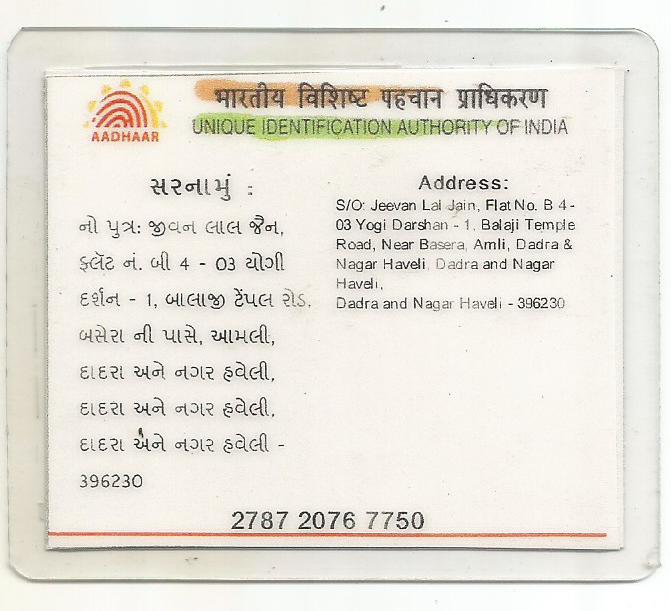 भारतीय विशिष्ट पहचान प्राधिकरण
AADHAAR
UNIQUE IDENTIFICATION AUTHORITY OF INDIA
સરનામું :
નો પુત્ર: જીવન લાલ જૈન,
ફ્લૅટ નં. બી 4 - 03 યોગી
દર્શન - 1, બાલાજી ટેંપલ રોડ,
બસેરા ની પાસે, આમલી,
દાદરા અને નગર હવેલી,
દાદરા અને નગર હવેલી,
દાદરા અને નગર હવેલી -
396230
Address:
S/O: Jeevan Lal Jain, Flat No. B 4 -
03 Yogi Darshan - 1, Balaji Temple
Road, Near Basera, Amli, Dadra &
Nagar Haveli, Dadra and Nagar
Haveli,
Dadra and Nagar Haveli - 396230
2787 2076 7750